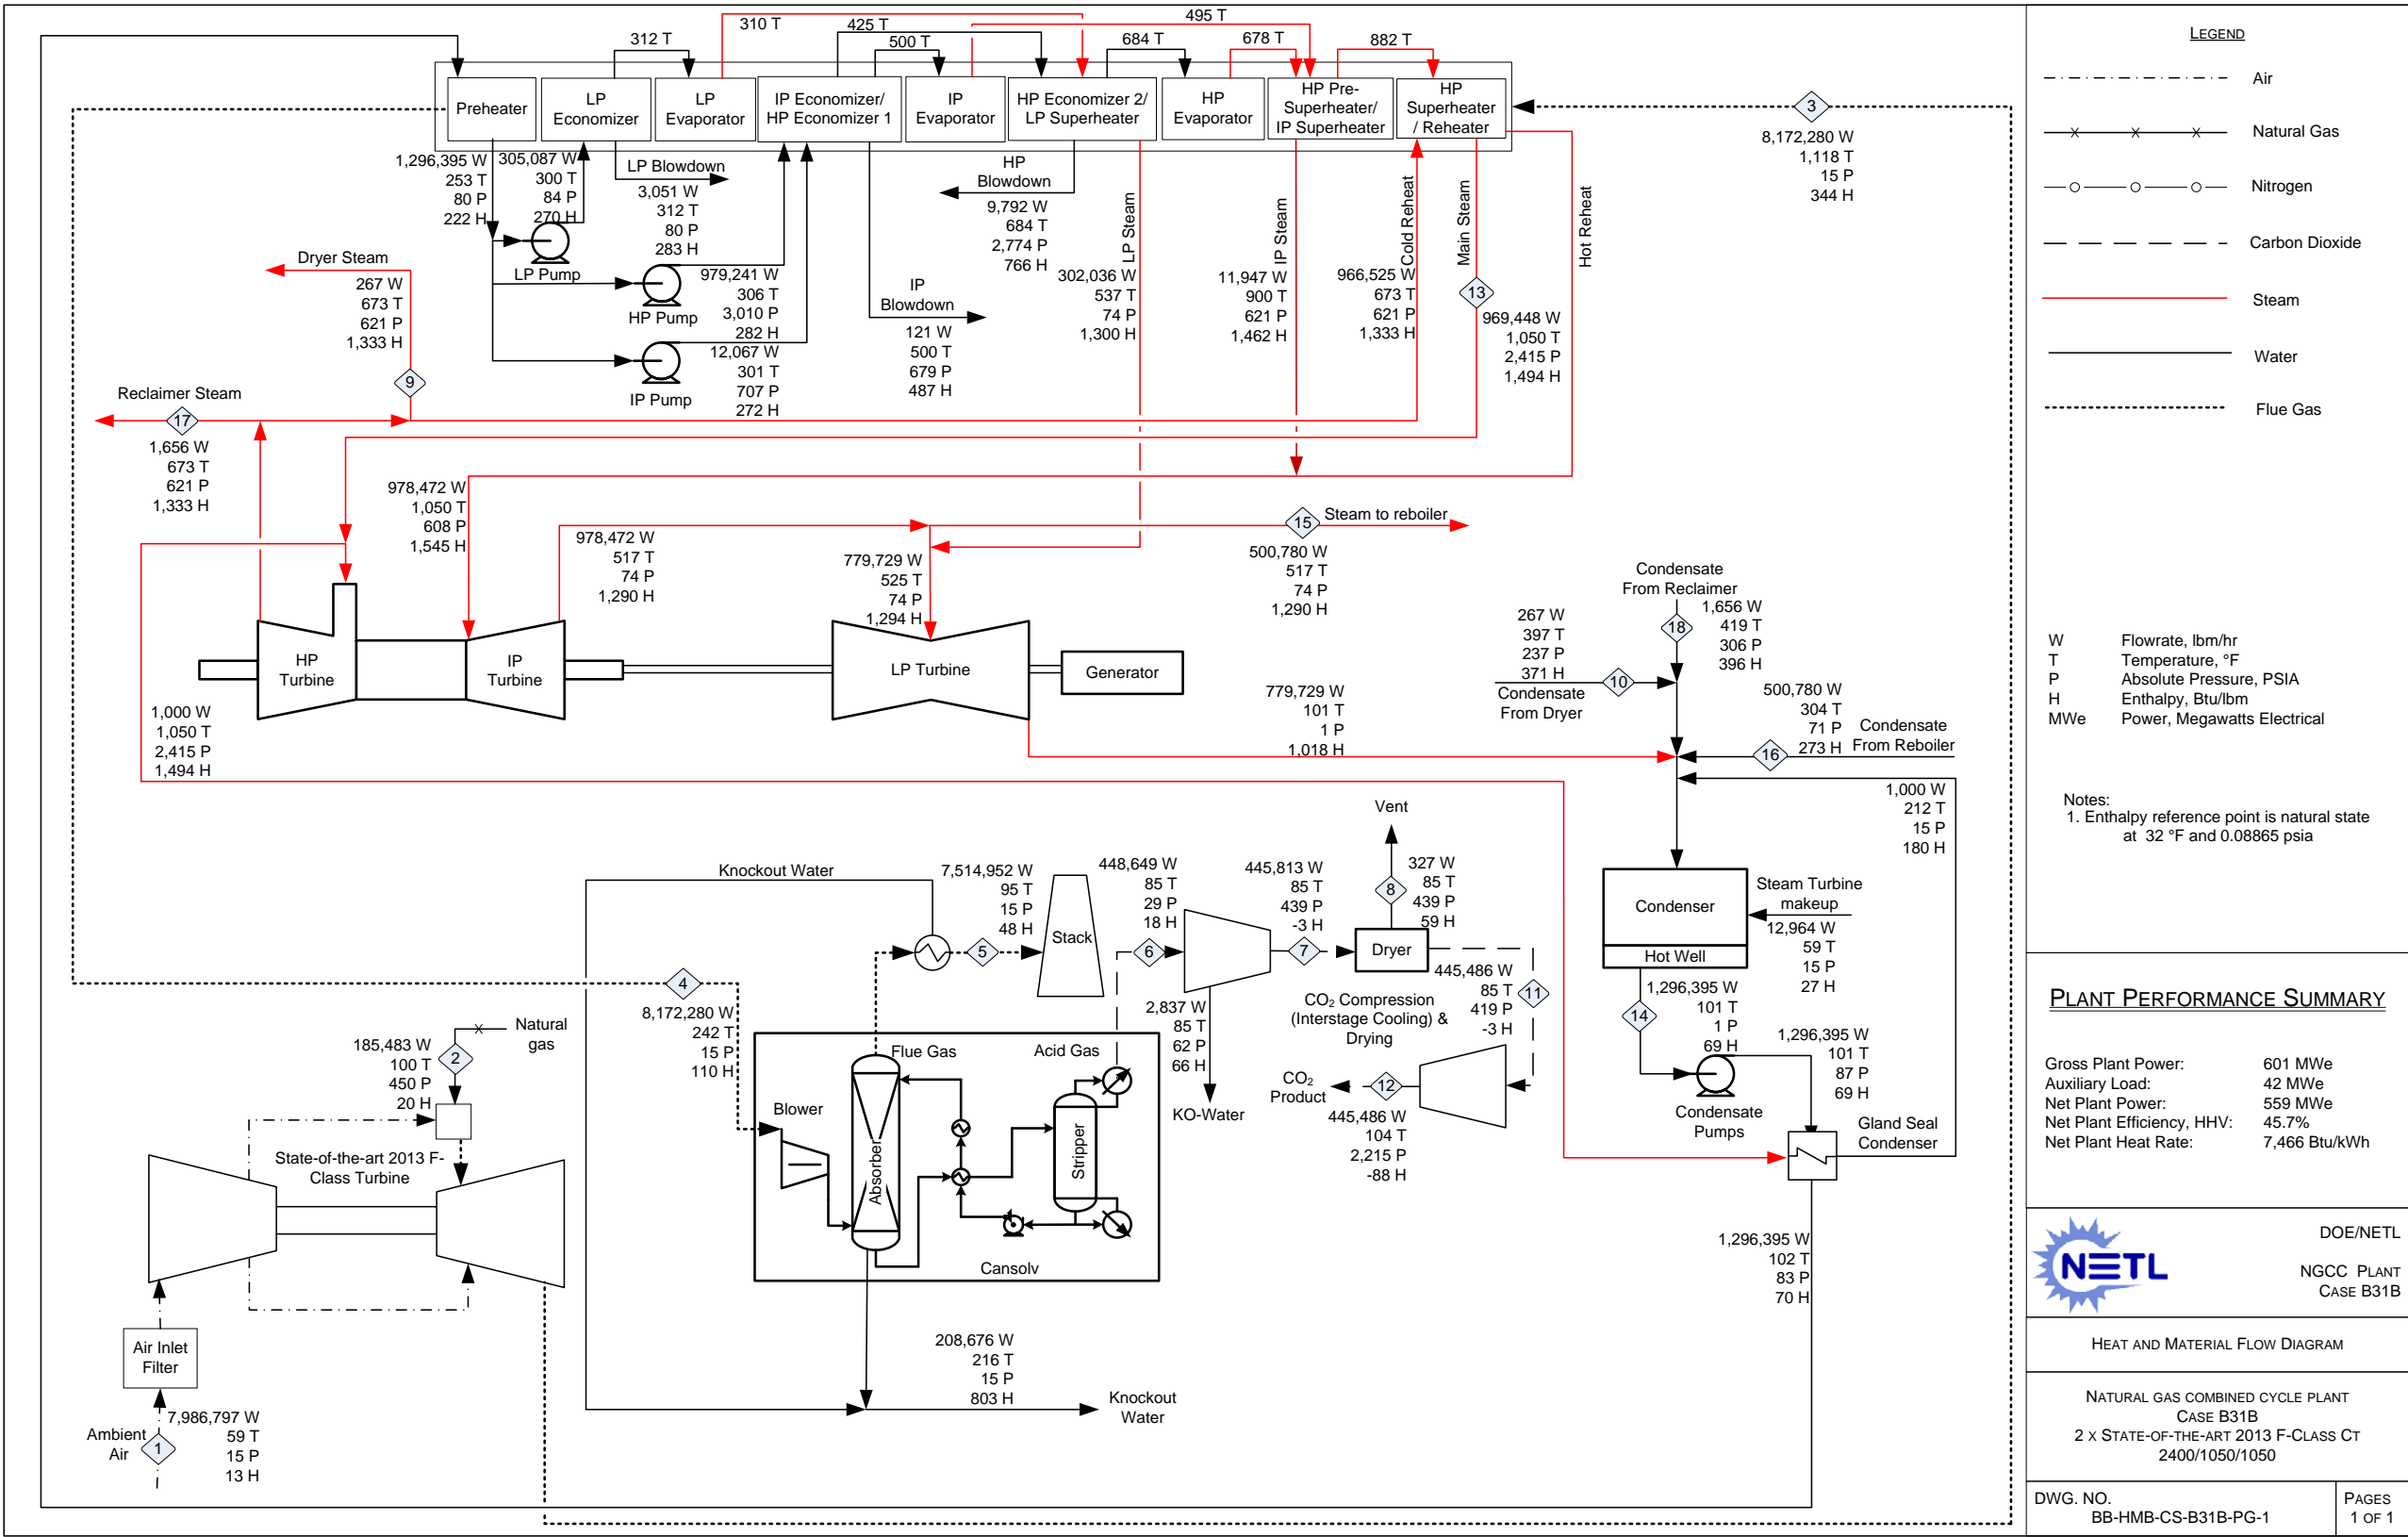 310 T
425 T
495 T
312 T
500 T
684 T
678 T
882 T
Preheater
LP
Economizer
LP
Evaporator
IP Economizer/
HP Economizer 1
IP
Evaporator
HP Economizer 2/
LP Superheater
HP
Evaporator
HP Pre-
Superheater/
IP Superheater
HP
Superheater
/ Reheater
3
8,172,280 W
1,118 T
15 P
344 H
1,296,395 W
253 T
80 P
222 H
305,087 W
300 T
84 P
270 H
LP Blowdown
3,051 W
312 T
80 P
283 H
HP
Blowdown
9,792 W
684 T
2,774 P
766 H
LP Steam
302,036 W
537 T
74 P
1,300 H
IP Steam
11,947 W
900 T
621 P
1,462 H
Cold Reheat
966,525 W
673 T
621 P
1,333 H
Main Steam
13
969,448 W
1,050 T
2,415 P
1,494 H
Hot Reheat
LP Pump
979,241 W
306 T
3,010 P
282 H
HP Pump
12,067 W
301 T
707 P
272 H
IP Pump
IP
Blowdown
121 W
500 T
679 P
487 H
Dryer Steam
267 W
673 T
621 P
1,333 H
9
Reclaimer Steam
17
1,656 W
673 T
621 P
1,333 H
978,472 W
1,050 T
608 P
1,545 H
978,472 W
517 T
74 P
1,290 H
779,729 W
525 T
74 P
1,294 H
15
Steam to reboiler
500,780 W
517 T
74 P
1,290 H
HP
Turbine
IP
Turbine
LP Turbine
Generator
1,000 W
1,050 T
2,415 P
1,494 H
779,729 W
101 T
1 P
1,018 H
Condensate
From Reclaimer
1,656 W
419 T
306 P
396 H
18
267 W
397 T
237 P
371 H
10
Condensate
From Dryer
500,780 W
304 T
71 P
273 H
Condensate
From Reboiler
16
1,000 W
212 T
15 P
180 H
Condenser
Hot Well
Steam Turbine
makeup
12,964 W
59 T
15 P
27 H
14
1,296,395 W
101 T
1 P
69 H
1,296,395 W
101 T
87 P
69 H
Condensate
Pumps
Gland Seal
Condenser
1,296,395 W
102 T
83 P
70 H
Knockout Water
7,514,952 W
95 T
15 P
48 H
5
Stack
448,649 W
85 T
29 P
18 H
6
445,813 W
85 T
439 P
-3 H
7
Vent
8
327 W
85 T
439 P
59 H
Dryer
445,486 W
85 T
419 P
-3 H
11
CO2 Compression
(Interstage Cooling) &
Drying
2,837 W
85 T
62 P
66 H
KO-Water
CO2
Product
12
445,486 W
104 T
2,215 P
-88 H
4
8,172,280 W
242 T
15 P
110 H
Flue Gas
Acid Gas
Blower
Absorber
Stripper
Cansolv
208,676 W
216 T
15 P
803 H
Knockout
Water
Natural
gas
2
185,483 W
100 T
450 P
20 H
State-of-the-art 2013 F-
Class Turbine
Air Inlet
Filter
Ambient
Air
1
7,986,797 W
59 T
15 P
13 H
LEGEND
Air
Natural Gas
Nitrogen
Carbon Dioxide
Steam
Water
Flue Gas
W Flowrate, lbm/hr
T Temperature, °F
P Absolute Pressure, PSIA
H Enthalpy, Btu/lbm
MWe Power, Megawatts Electrical
Notes:
1. Enthalpy reference point is natural state
at 32 °F and 0.08865 psia
PLANT PERFORMANCE SUMMARY
Gross Plant Power: 601 MWe
Auxiliary Load: 42 MWe
Net Plant Power: 559 MWe
Net Plant Efficiency, HHV: 45.7%
Net Plant Heat Rate: 7,466 Btu/kWh
NETL
DOE/NETL
NGCC PLANT
CASE B31B
HEAT AND MATERIAL FLOW DIAGRAM
NATURAL GAS COMBINED CYCLE PLANT
CASE B31B
2 X STATE-OF-THE-ART 2013 F-CLASS CT
2400/1050/1050
DWG. NO.
BB-HMB-CS-B31B-PG-1
PAGES
1 OF 1